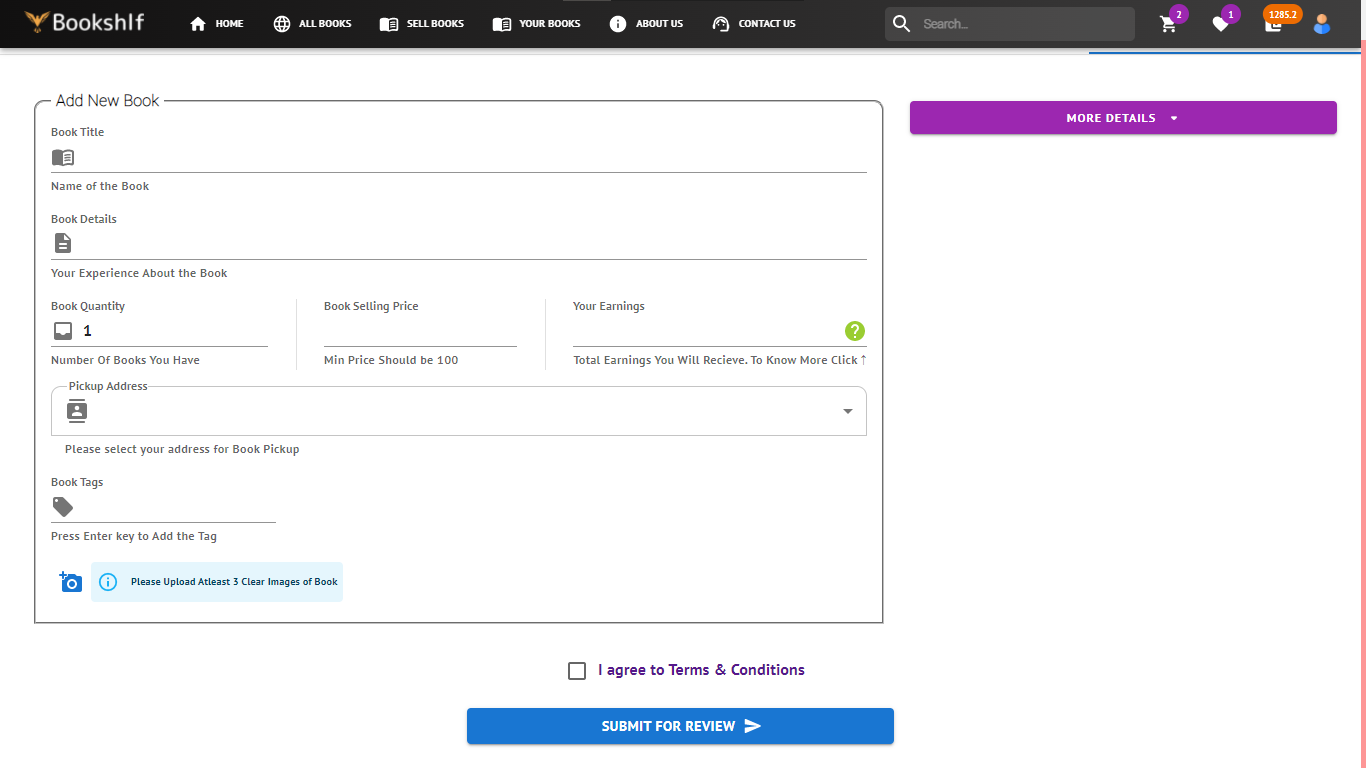 Bookshlf
HOME
ALL BOOKS
SELL BOOKS
YOUR BOOKS
ABOUT US
CONTACT US
Search...
2
1
1285.2
Add New Book
MORE DETAILS
Book Title
Name of the Book
Book Details
Your Experience About the Book
Book Quantity
Book Selling Price
Your Earnings
1
?
Number Of Books You Have
Min Price Should be 100
Total Earnings You Will Recieve. To Know More Click ↑
Pickup Address
Please select your address for Book Pickup
Book Tags
Press Enter key to Add the Tag
Please Upload Atleast 3 Clear Images of Book
I agree to Terms & Conditions
SUBMIT FOR REVIEW